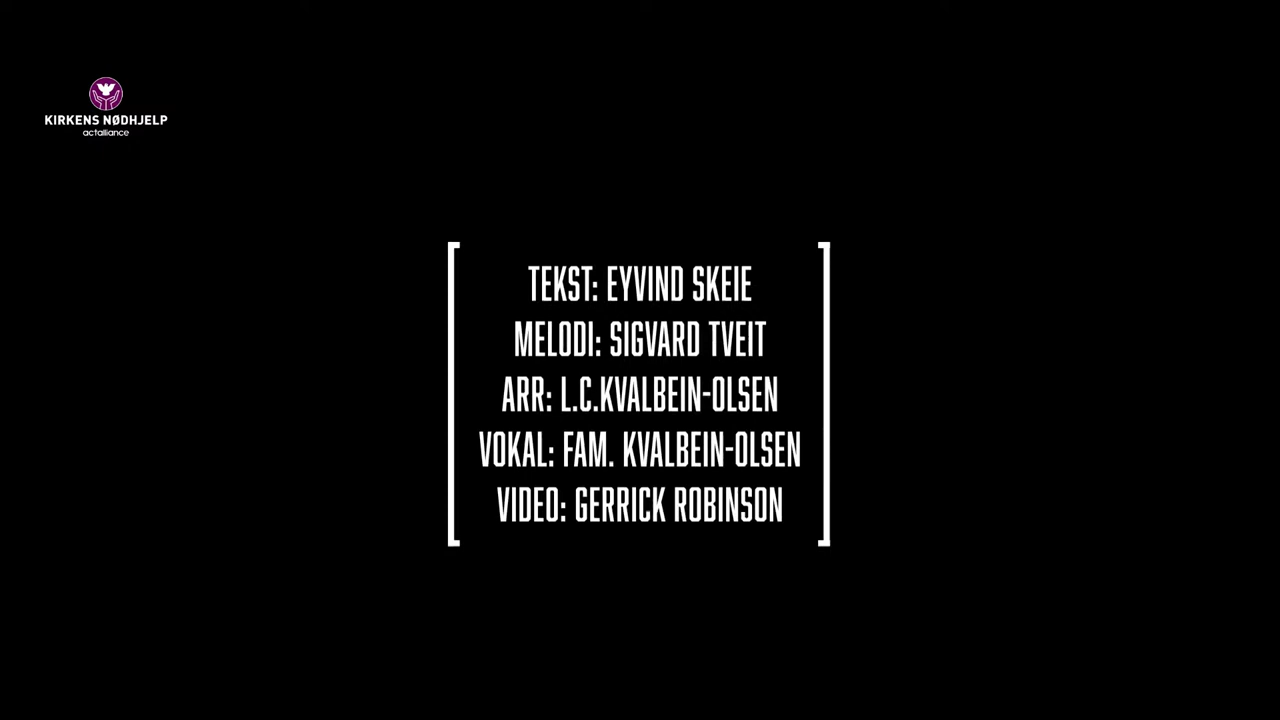 KIRKENS NØDHJELP
actalliance
TEKST: EYVIND SKEIE
MELODI: SIGVARD TVEIT
ARR: L.C.KVALBEIN-OLSEN
VOKAL: FAM. KVALBEIN-OLSEN
VIDEO: GERRICK ROBINSON